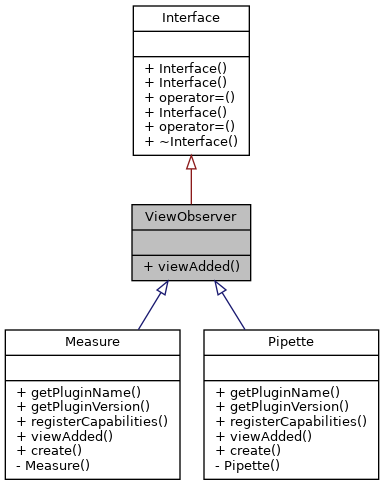 Interface
+ Interface()
+ Interface()
+ operator=()
+ Interface()
+ operator=()
+ ~Interface()
ViewObserver
+ viewAdded()
Measure
+ getPluginName()
+ getPluginVersion()
+ registerCapabilities()
+ viewAdded()
+ create()
- Measure()
Pipette
+ getPluginName()
+ getPluginVersion()
+ registerCapabilities()
+ viewAdded()
+ create()
- Pipette()